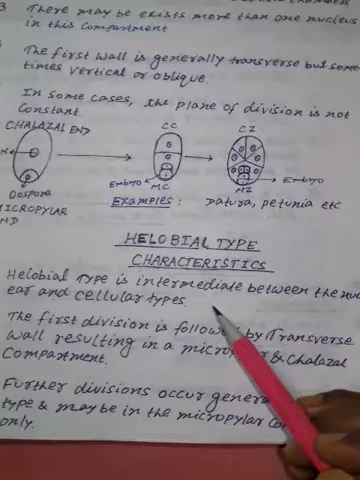 3 There may be exists more than one nucleus
in this compartment
The first wall is generally transverse but some
times vertical or oblique.
In some cases, the plane of division is not
constant
CHALAZAL END
CC
CZ
Embryo
MC
MZ
Embryo
Oospore
MICROPYLAR
END
Examples: Datura, petunia etc
HELOBIAL TYPE
CHARACTERISTICS
Helobial Type is intermediate between the
and cellular types.
The first division is followed by Transverse
wall resulting in a & Chalazal
Compartment.
Further divisions occur
type & may be in the micropylar
only.